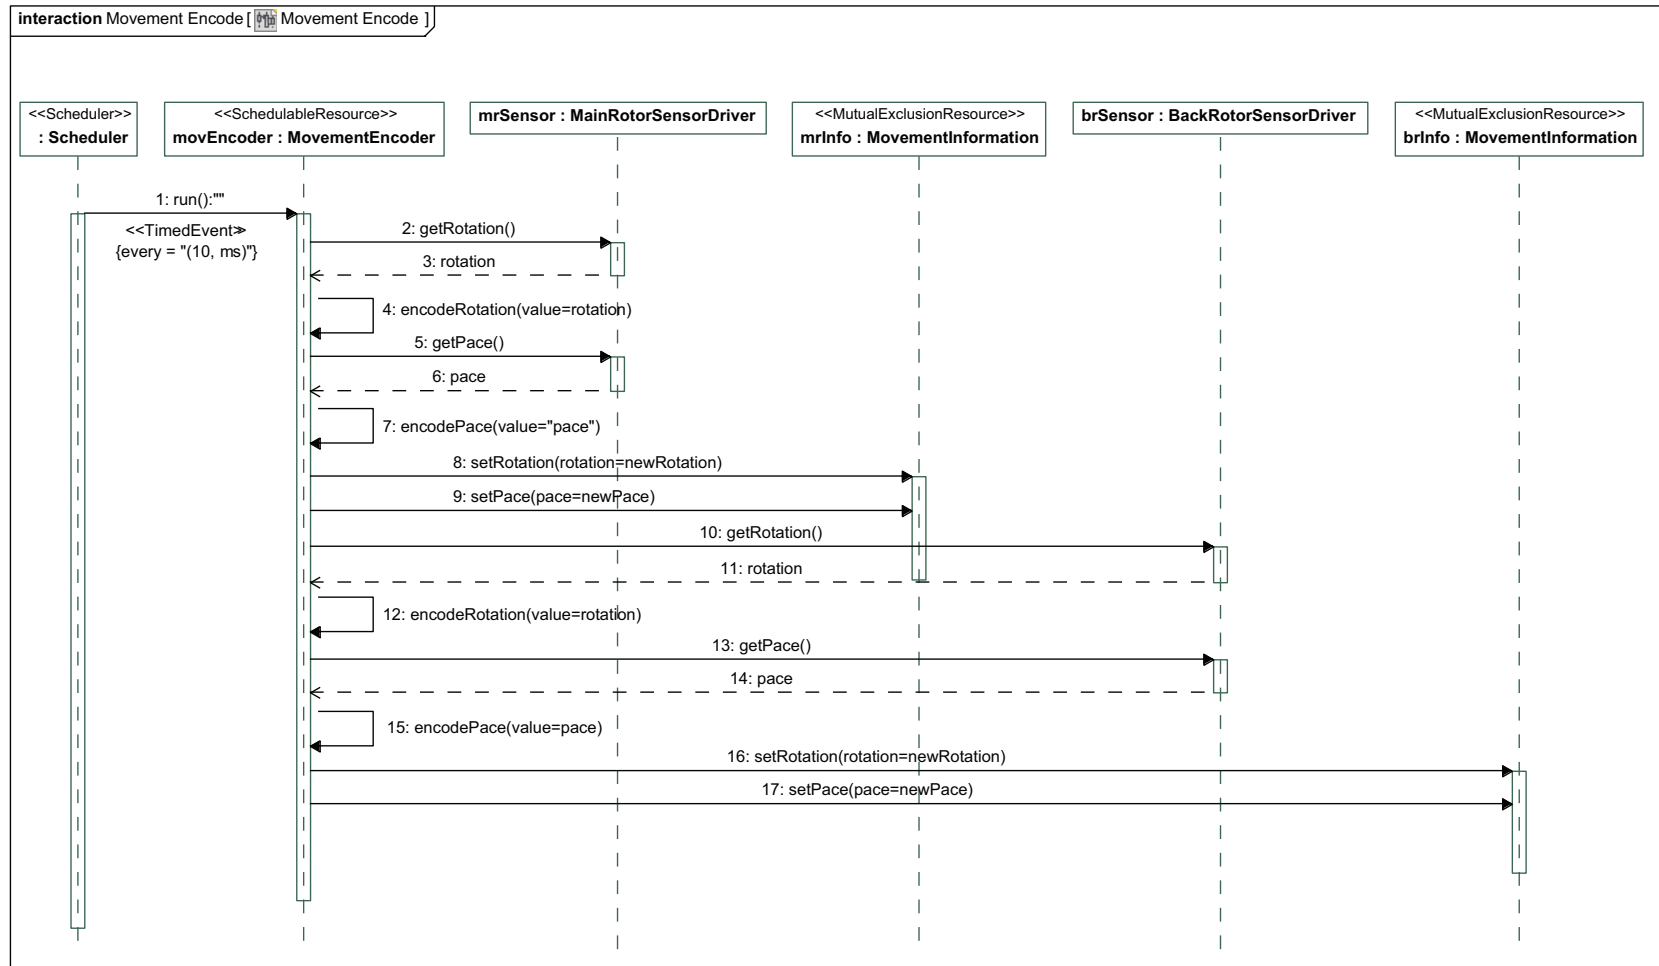 interaction Movement Encode [ Movement Encode ]
<<Scheduler>>
: Scheduler
<<SchedulableResource>>
movEncoder : MovementEncoder
mrSensor : MainRotorSensorDriver
<<MutualExclusionResource>>
mrInfo : MovementInformation
brSensor : BackRotorSensorDriver
<<MutualExclusionResource>>
brInfo : MovementInformation
1: run():""
<<TimedEvent>>
{every = "(10, ms)"}
2: getRotation()
3: rotation
4: encodeRotation(value=rotation)
5: getPace()
6: pace
7: encodePace(value="pace")
8: setRotation(rotation=newRotation)
9: setPace(pace=newPace)
10: getRotation()
11: rotation
12: encodeRotation(value=rotation)
13: getPace()
14: pace
15: encodePace(value=pace)
16: setRotation(rotation=newRotation)
17: setPace(pace=newPace)